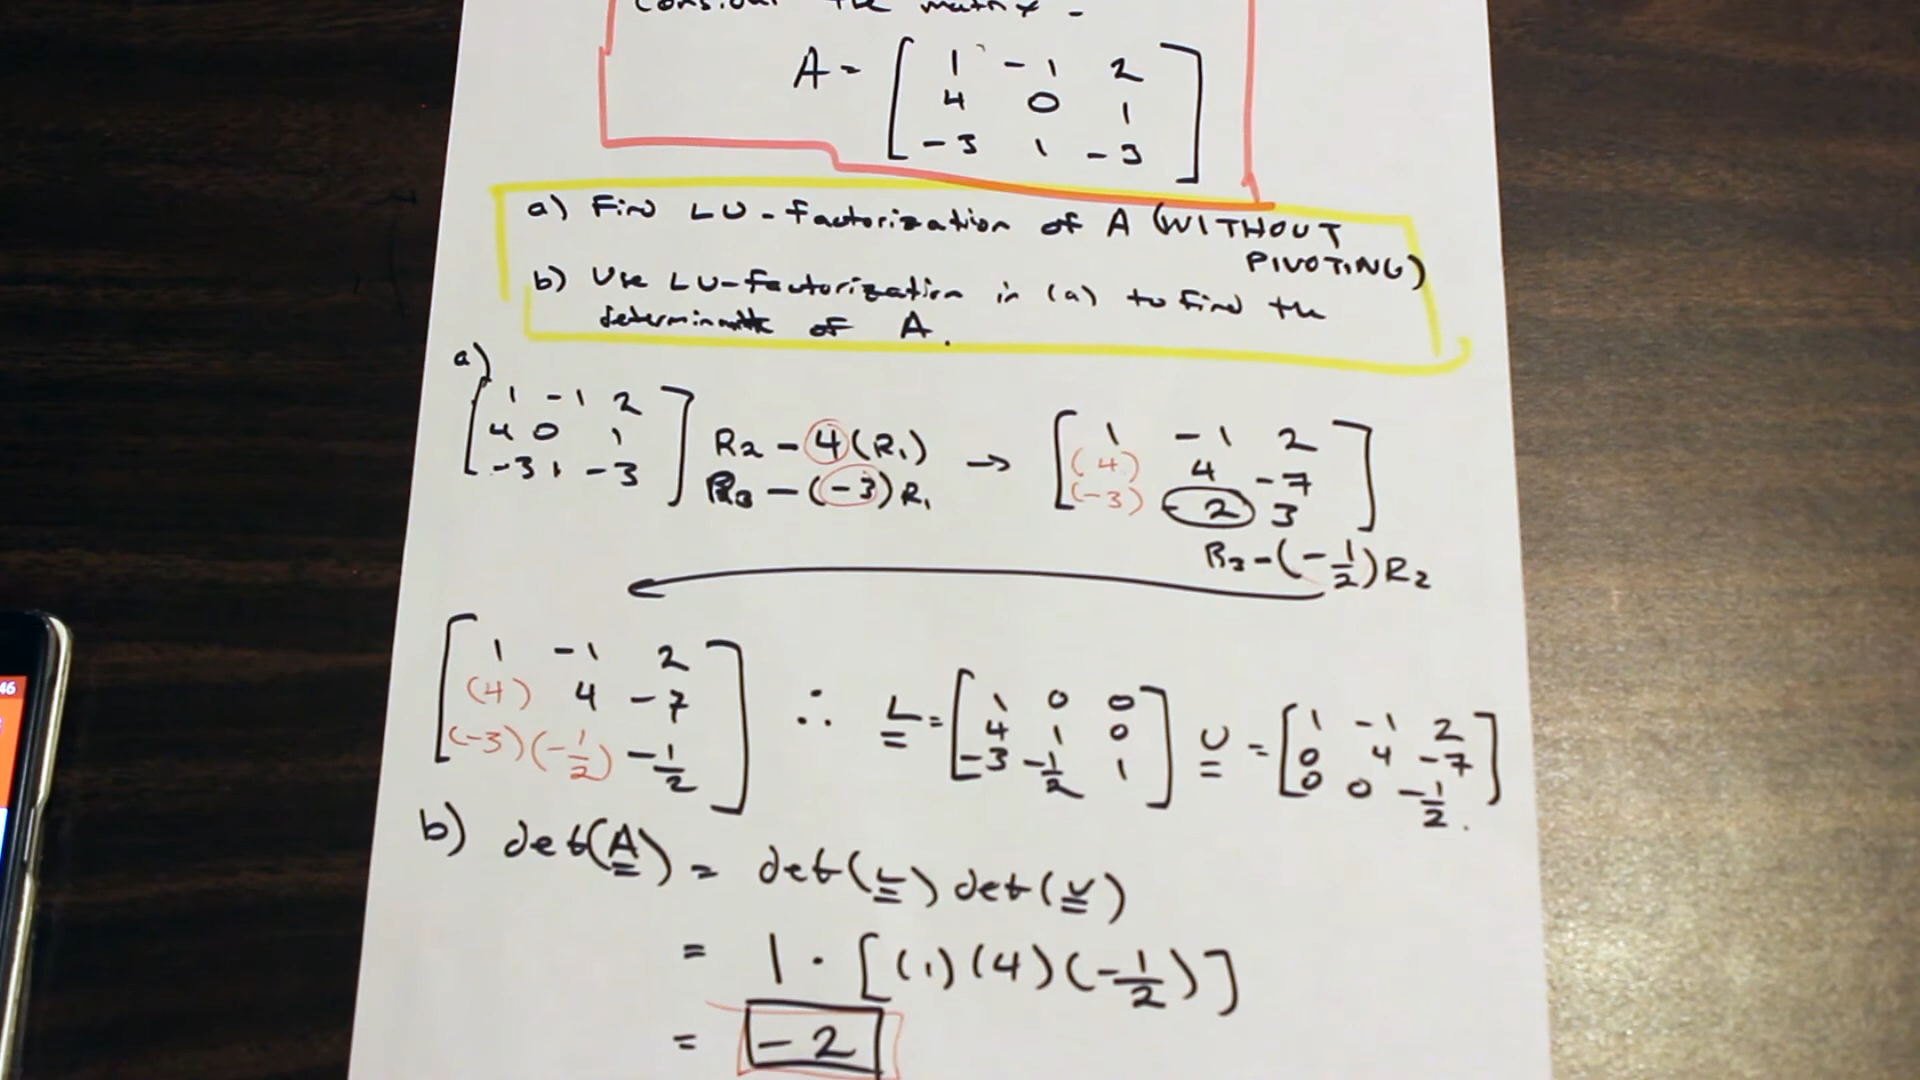 Consider the matrix -
A = [ 1 -1 2
4 0 1
-3 1 -3 ]
a) Find LU-factorization of A (WITHOUT
PIVOTING)
b) Use LU-factorization in (a) to find the
determinant of A.
a)
[ 1 -1 2
4 0 1
-3 1 -3 ]
R2 - 4(R1)
R3 - (-3)R1
→
[ 1 -1 2
(4) 4 -7
(-3) -2 3 ]
R3 - (-1/2)R2
[ 1 -1 2
(4) 4 -7
(-3) (-1/2) -1/2 ]
∴ L = [ 1 0 0
4 1 0
-3 -1/2 1 ]
U = [ 1 -1 2
0 4 -7
0 0 -1/2 ].
b) det(A) = det(L) det(U)
= 1 · [(1)(4)(-1/2)]
= -2
46